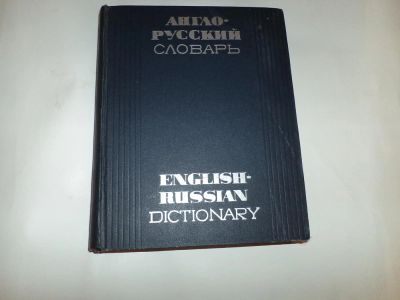 АНГЛО-
РУССКИЙ
СЛОВАРЬ
ENGLISH-
RUSSIAN
DICTIONARY